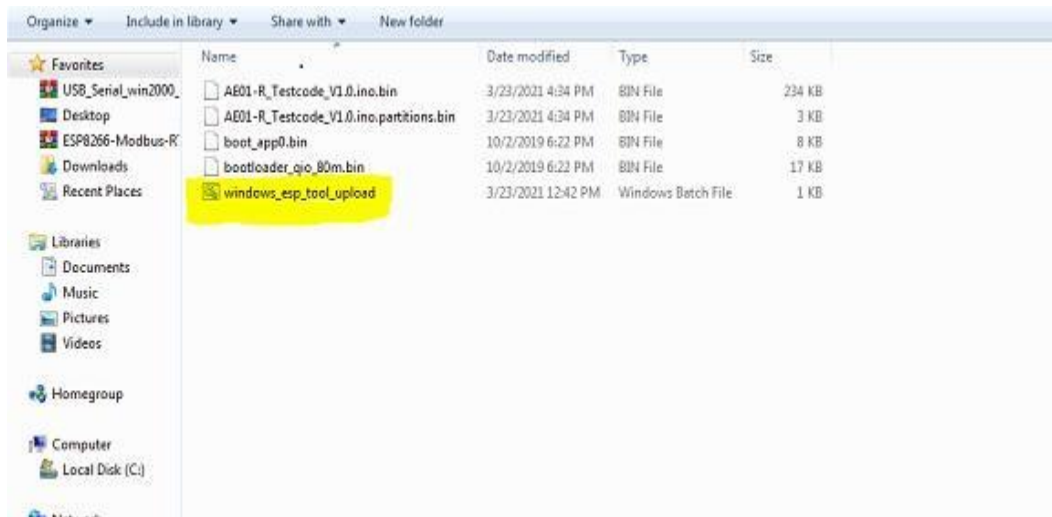 Organize Include in library Share with New folder
Favorites
USB_Serial_win2000_
Desktop
ESP8266-Modbus-R
Downloads
Recent Places
Libraries
Documents
Music
Pictures
Videos
Homegroup
Computer
Local Disk (C:)
Name Date modified Type Size
AE01-R_Testcode_V1.0.ino.bin 3/23/2021 4:34 PM BIN File 234 KB
AE01-R_Testcode_V1.0.ino.partitions.bin 3/23/2021 4:34 PM BIN File 3 KB
boot_app0.bin 10/2/2019 6:22 PM BIN File 8 KB
bootloader_qio_80m.bin 10/2/2019 6:22 PM BIN File 17 KB
windows_esp_tool_upload 3/23/2021 12:42 PM Windows Batch File 1 KB